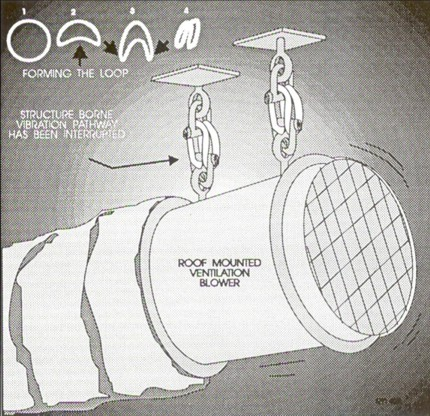 1 2 3 4
FORMING THE LOOP
STRUCTURE BORNE
VIBRATION PATHWAY
HAS BEEN INTERRUPTED
ROOF MOUNTED
VENTILATION
BLOWER